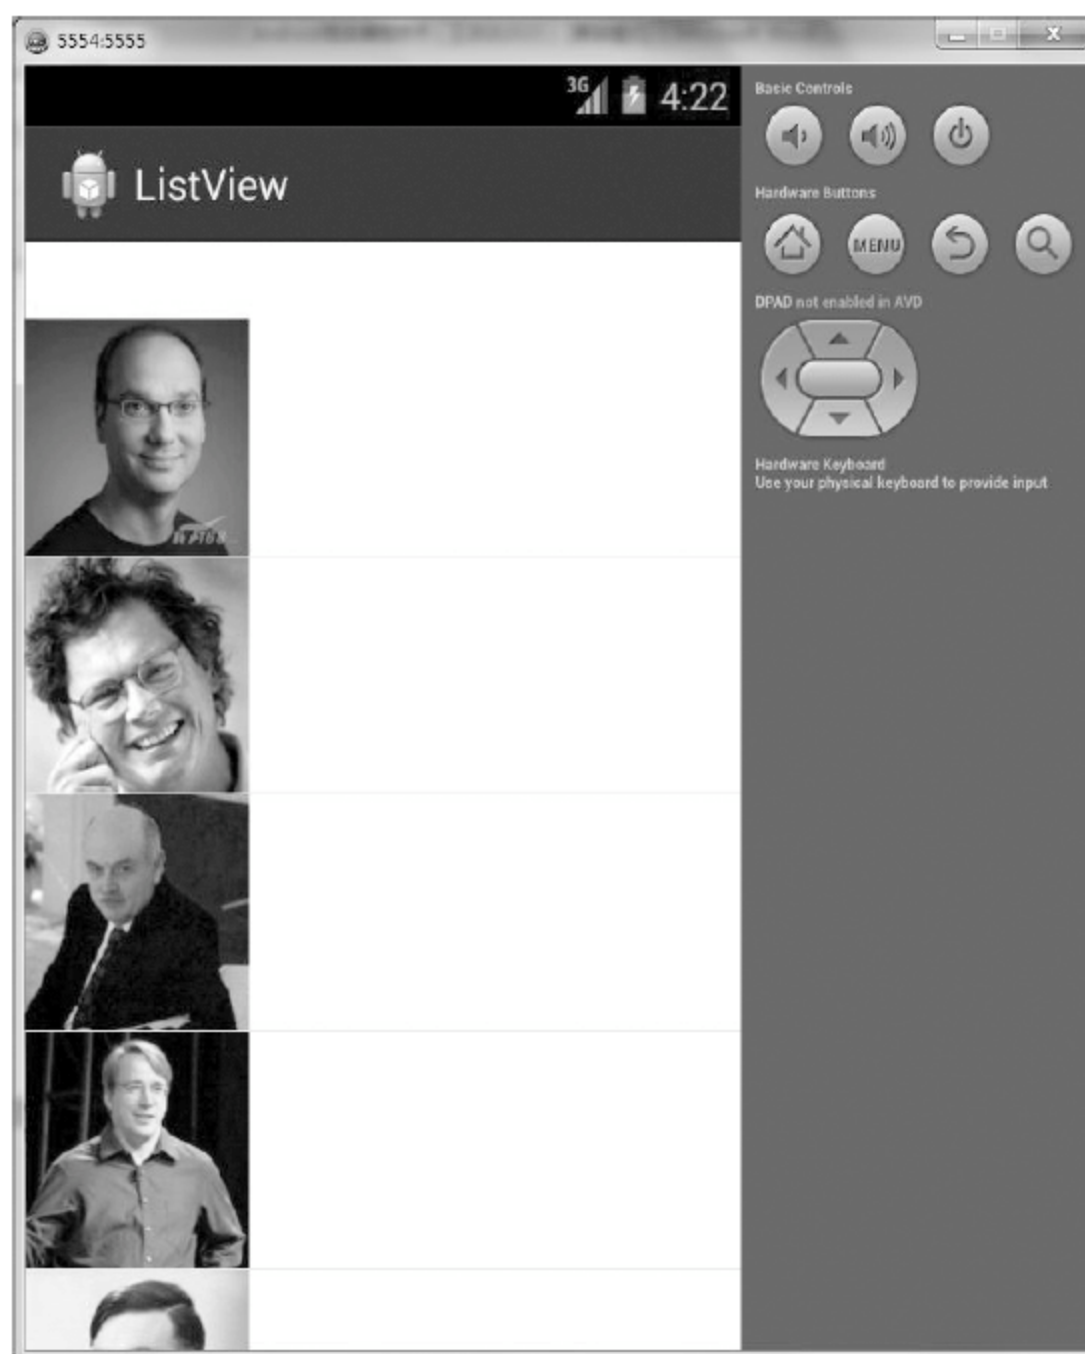 5554:5555
3G 4:22
ListView
Basic Controls
Hardware Buttons
MENU
DPAD not enabled in AVD
Hardware Keyboard
Use your physical keyboard to provide input